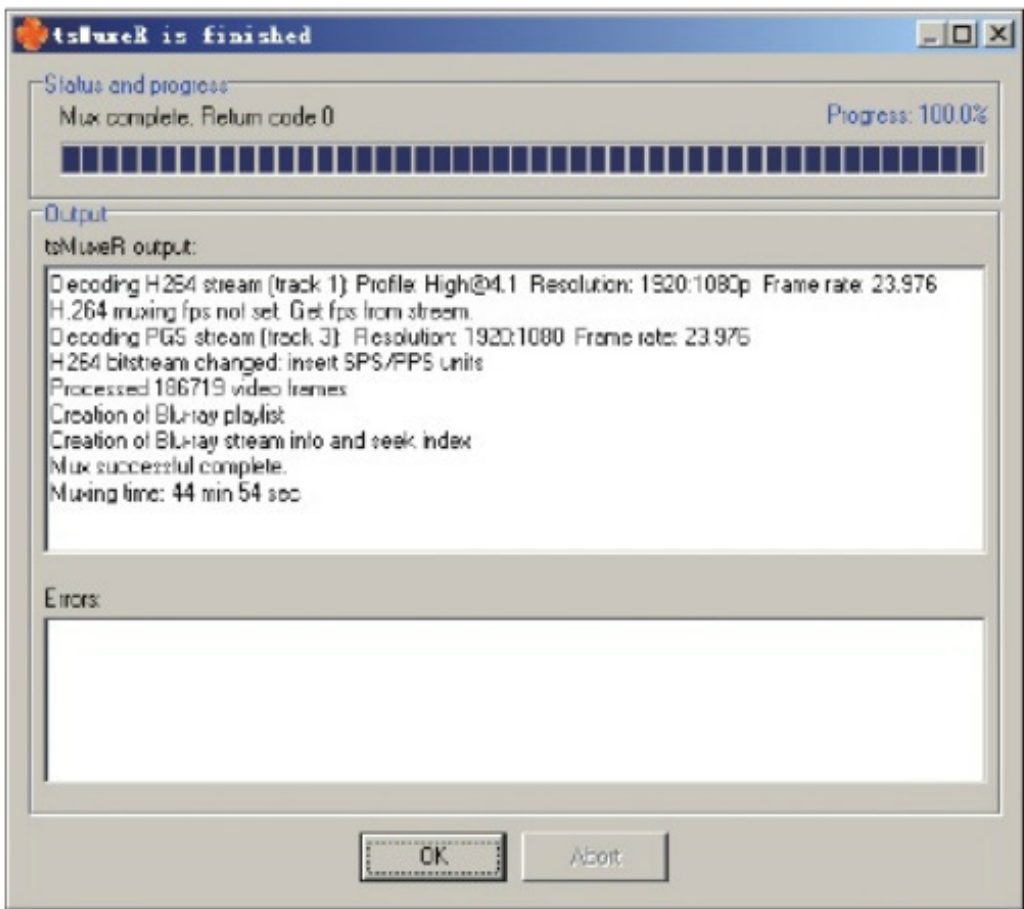 tsMuxeR is finished
Status and progress
Mux complete. Return code 0
Progress: 100.0%
Output
tsMuxeR output:
Decoding H264 stream (track 1): Profile: High@4.1  Resolution: 1920:1080p  Frame rate: 23.976
H.264 muxing fps not set. Get fps from stream.
Decoding PGS stream (track 3):  Resolution: 1920:1080  Frame rate: 23.976
H264 bitstream changed: insert SPS/PPS units
Processed 186719 video frames
Creation of Blu-ray playlist
Creation of Blu-ray stream info and seek index
Mux successful complete.
Muxing time: 44 min 54 sec
Errors:
OK
Abort